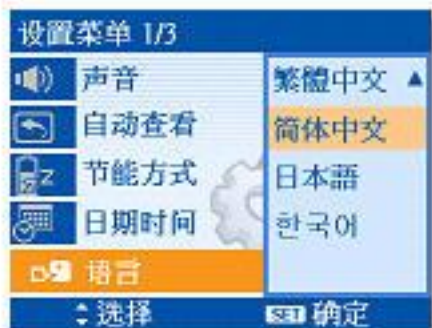 设置菜单 1/3
声音
自动查看
节能方式
日期时间
语言
繁體中文
简体中文
日本語
한국어
选择
SET 确定